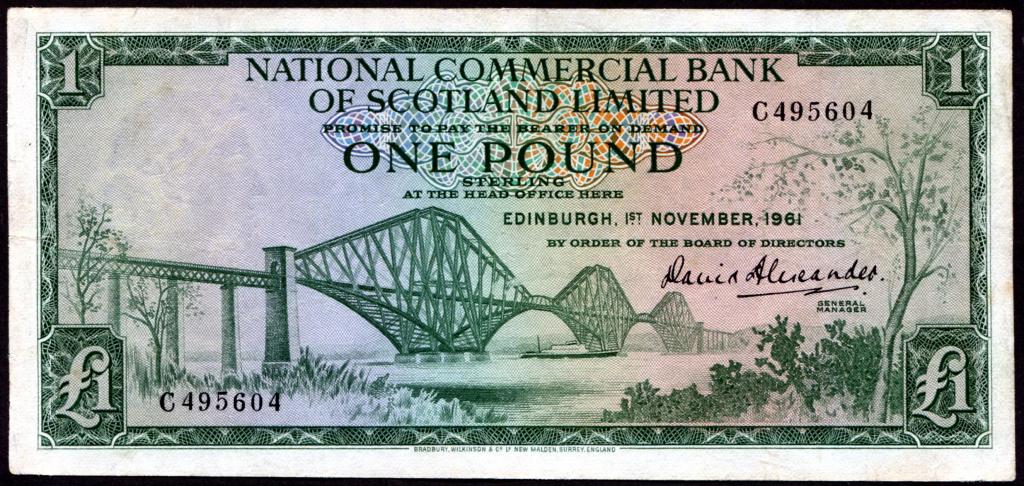 1
1
NATIONAL COMMERCIAL BANK
OF SCOTLAND LIMITED
C495604
PROMISE TO PAY THE BEARER ON DEMAND
ONE POUND
STERLING
AT THE HEAD OFFICE HERE
EDINBURGH, 1ST NOVEMBER, 1961
BY ORDER OF THE BOARD OF DIRECTORS
David Alexander.
GENERAL
MANAGER
£1
C495604
£1
BRADBURY, WILKINSON & Co Ld NEW MALDEN, SURREY, ENGLAND